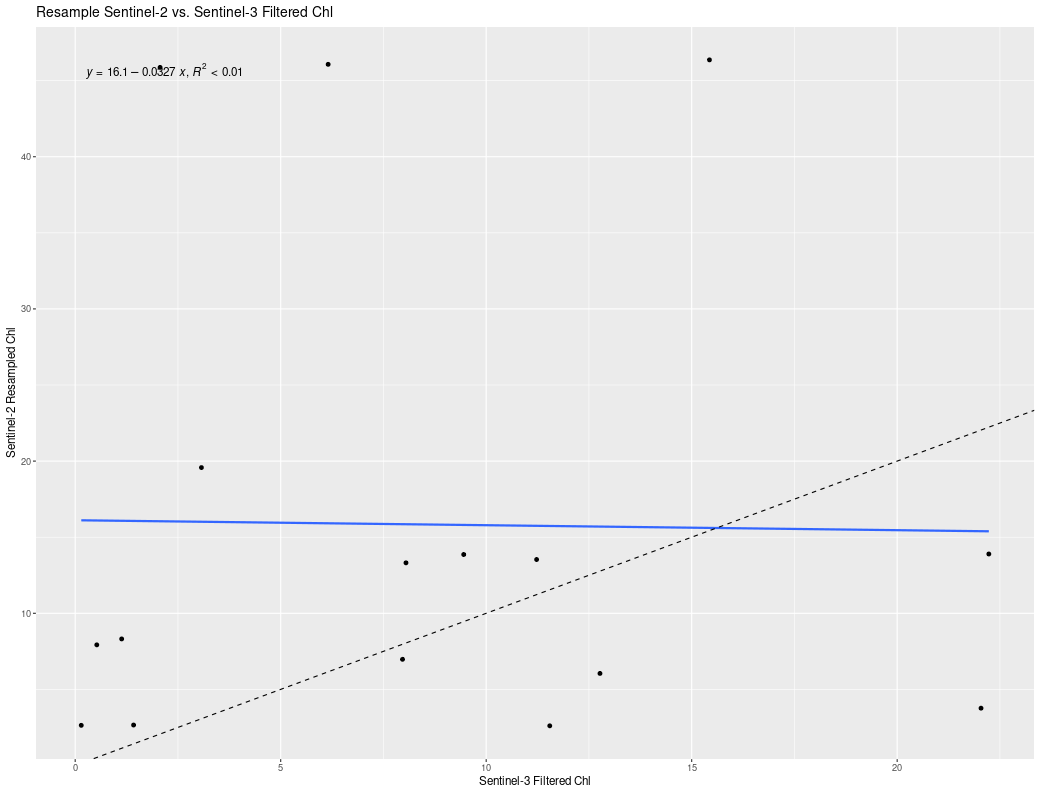 Resample Sentinel-2 vs. Sentinel-3 Filtered Chl
y = 16.1 − 0.0327 x, R² < 0.01
40
30
20
10
Sentinel-2 Resampled Chl
0 5 10 15 20
Sentinel-3 Filtered Chl